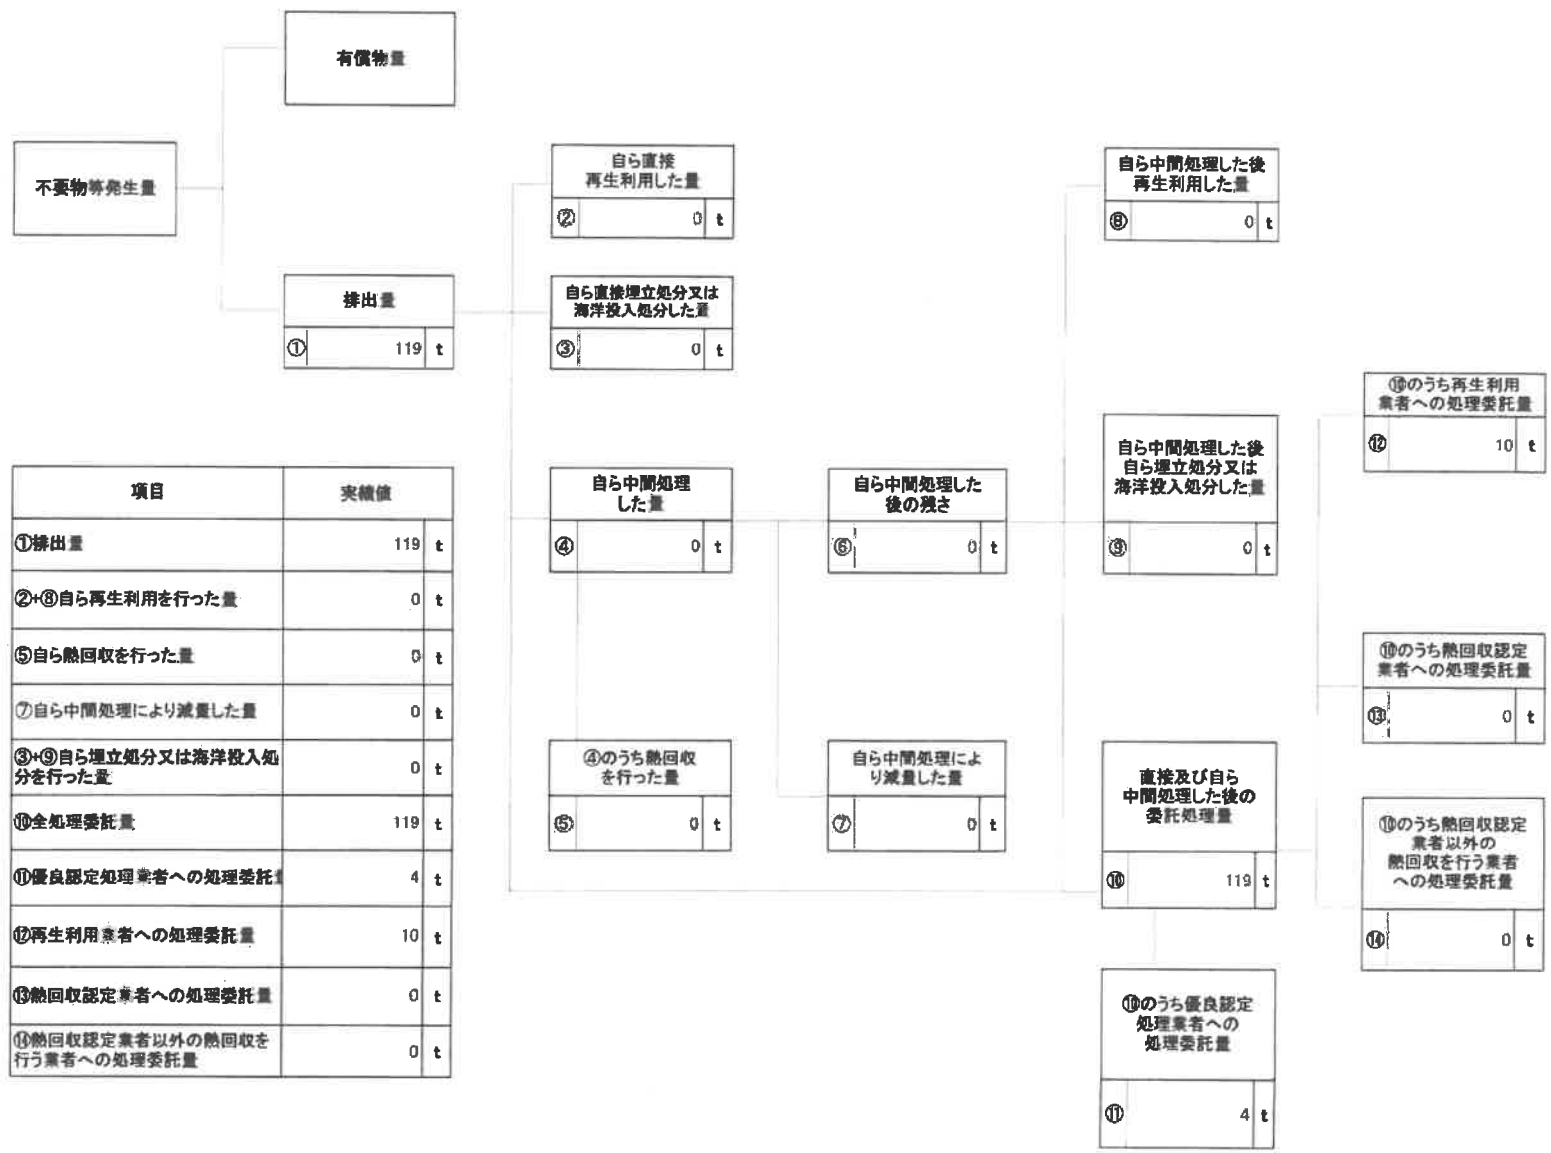 有償物量
不要物等発生量
排出量
① 119 t
自ら直接
再生利用した量
② 0 t
自ら直接埋立処分又は
海洋投入処分した量
③ 0 t
自ら中間処理
した量
④ 0 t
④のうち熱回収
を行った量
⑤ 0 t
自ら中間処理した
後の残さ
⑥ 0 t
自ら中間処理によ
り減量した量
⑦ 0 t
自ら中間処理した後
再生利用した量
⑧ 0 t
自ら中間処理した後
自ら埋立処分又は
海洋投入処分した量
⑨ 0 t
直接及び自ら
中間処理した後の
委託処理量
⑩ 119 t
⑩のうち優良認定
処理業者への
処理委託量
⑪ 4 t
⑩のうち再生利用
業者への処理委託量
⑫ 10 t
⑩のうち熱回収認定
業者への処理委託量
⑬ 0 t
⑩のうち熱回収認定
業者以外の
熱回収を行う業者
への処理委託量
⑭ 0 t
項目 実績値
①排出量 119 t
②+⑧自ら再生利用を行った量 0 t
⑤自ら熱回収を行った量 0 t
⑦自ら中間処理により減量した量 0 t
③+⑨自ら埋立処分又は海洋投入処
分を行った量 0 t
⑩全処理委託量 119 t
⑪優良認定処理業者への処理委託量 4 t
⑫再生利用業者への処理委託量 10 t
⑬熱回収認定業者への処理委託量 0 t
⑭熱回収認定業者以外の熱回収を
行う業者への処理委託量 0 t